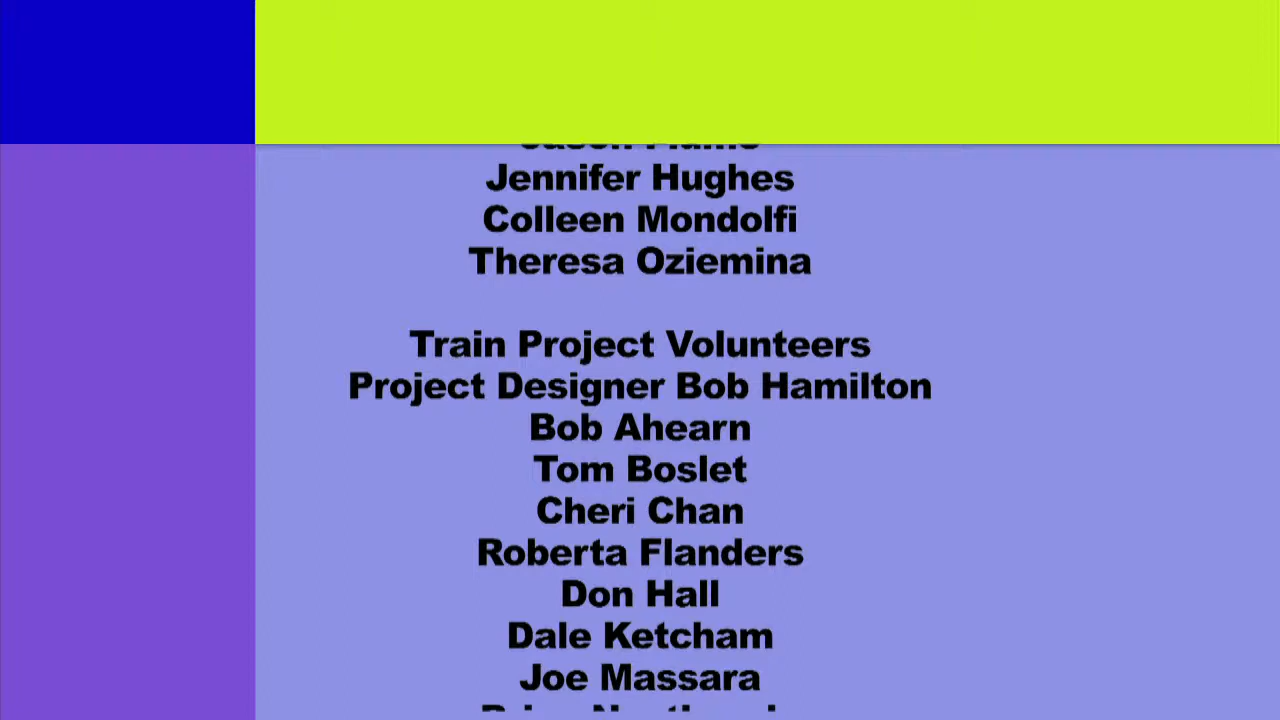 Jason
Jennifer Hughes
Colleen Mondolfi
Theresa Oziemina
Train Project Volunteers
Project Designer Bob Hamilton
Bob Ahearn
Tom Boslet
Cheri Chan
Roberta Flanders
Don Hall
Dale Ketcham
Joe Massara